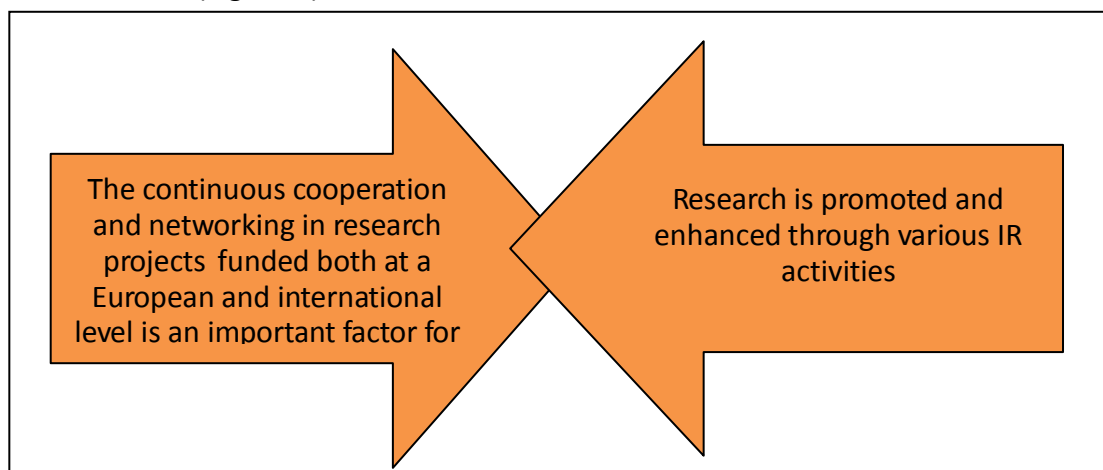 The continuous cooperation
and networking in research
projects funded both at a
European and international
level is an important factor for
Research is promoted and
enhanced through various IR
activities